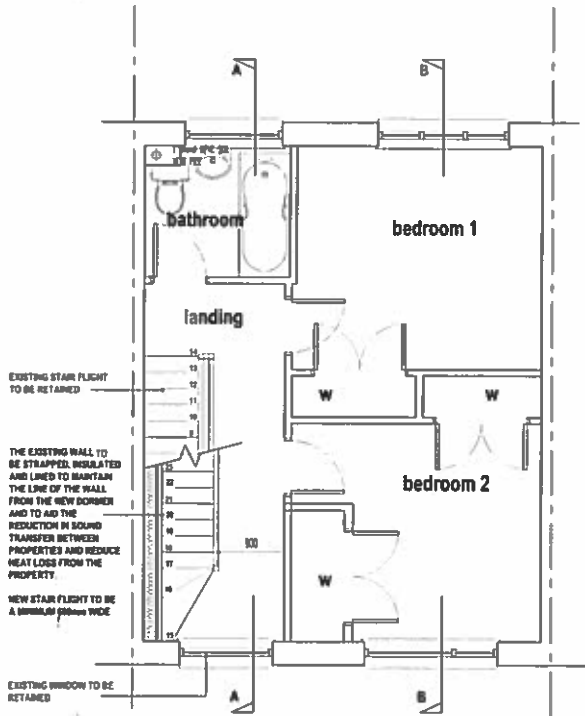 A
B
bathroom
bedroom 1
landing
14
13
12
11
10
9
EXISTING STAIR FLIGHT
TO BE RETAINED
W
W
THE EXISTING WALL TO
BE STRAPPED, INSULATED
AND LINED TO MAINTAIN
THE LINE OF THE WALL
FROM THE NEW DORMER
AND TO AID THE
REDUCTION IN SOUND
TRANSFER BETWEEN
PROPERTIES AND REDUCE
HEAT LOSS FROM THE
PROPERTY.
23
22
21
20
19
18
17
16
15
bedroom 2
W
NEW STAIR FLIGHT TO BE
A MINIMUM WIDE
EXISTING WINDOW TO BE
RETAINED
A
B